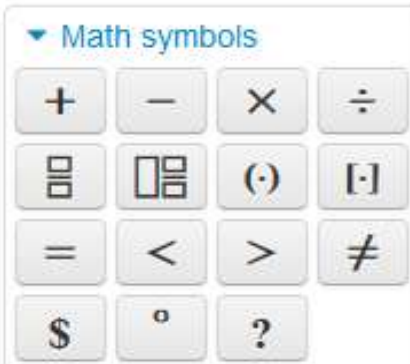 Math symbols
+ − × ÷
(·) [·]
= < > ≠
$ ° ?